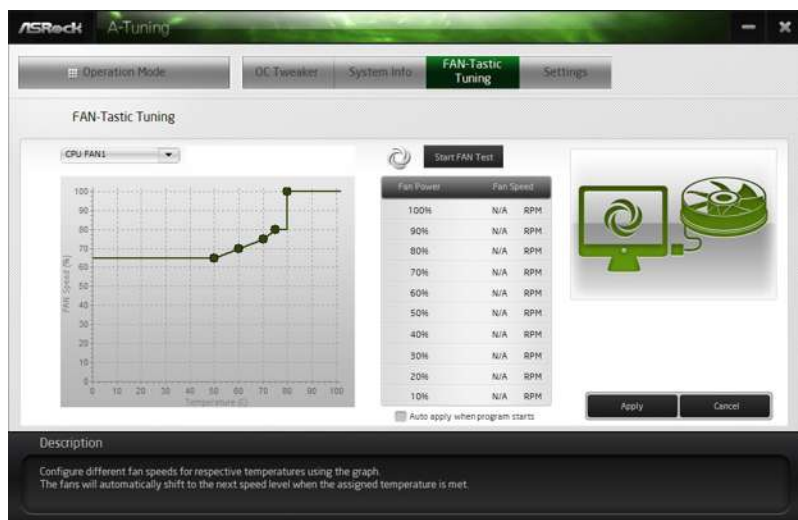 ASRock A-Tuning
Operation Mode
OC Tweaker
System Info
FAN-Tastic
Tuning
Settings
FAN-Tastic Tuning
CPU FAN1
Start FAN Test
FAN Speed (%)
100
90
80
70
60
50
40
30
20
10
0
0 10 20 30 40 50 60 70 80 90 100
Temperature (C)
Fan Power Fan Speed
100% N/A RPM
90% N/A RPM
80% N/A RPM
70% N/A RPM
60% N/A RPM
50% N/A RPM
40% N/A RPM
30% N/A RPM
20% N/A RPM
10% N/A RPM
Auto apply when program starts
Apply
Cancel
Description
Configure different fan speeds for respective temperatures using the graph.
The fans will automatically shift to the next speed level when the assigned temperature is met.